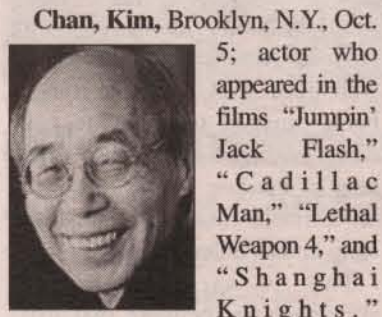 Chan, Kim, Brooklyn, N.Y., Oct.
5; actor who
appeared in the
films “Jumpin’
Jack Flash,”
“Cadillac
Man,” “Lethal
Weapon 4,” and
“Shanghai
Knights.”